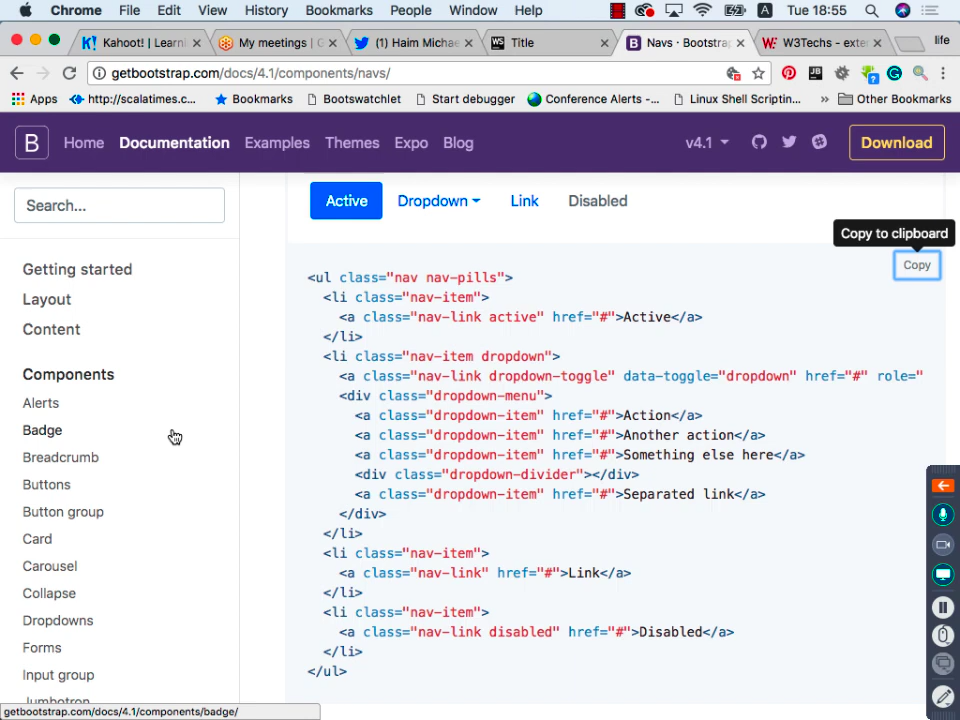 Chrome File Edit View History Bookmarks People Window Help A Tue 18:55
K! Kahoot! | Learni
My meetings | G
(1) Haim Michae
WS Title
B Navs · Bootstrap
W W3Techs - exte
life
getbootstrap.com/docs/4.1/components/navs/
Apps http://scalatimes.c... Bookmarks Bootswatchlet Start debugger Conference Alerts -... Linux Shell Scriptin... » Other Bookmarks
B Home Documentation Examples Themes Expo Blog v4.1 Download
Search...
Getting started
Layout
Content
Components
Alerts
Badge
Breadcrumb
Buttons
Button group
Card
Carousel
Collapse
Dropdowns
Forms
Input group
Jumbotron
Active Dropdown Link Disabled
Copy to clipboard
Copy
<ul class="nav nav-pills">
<li class="nav-item">
<a class="nav-link active" href="#">Active</a>
</li>
<li class="nav-item dropdown">
<a class="nav-link dropdown-toggle" data-toggle="dropdown" href="#" role="
<div class="dropdown-menu">
<a class="dropdown-item" href="#">Action</a>
<a class="dropdown-item" href="#">Another action</a>
<a class="dropdown-item" href="#">Something else here</a>
<div class="dropdown-divider"></div>
<a class="dropdown-item" href="#">Separated link</a>
</div>
</li>
<li class="nav-item">
<a class="nav-link" href="#">Link</a>
</li>
<li class="nav-item">
<a class="nav-link disabled" href="#">Disabled</a>
</li>
</ul>
getbootstrap.com/docs/4.1/components/badge/